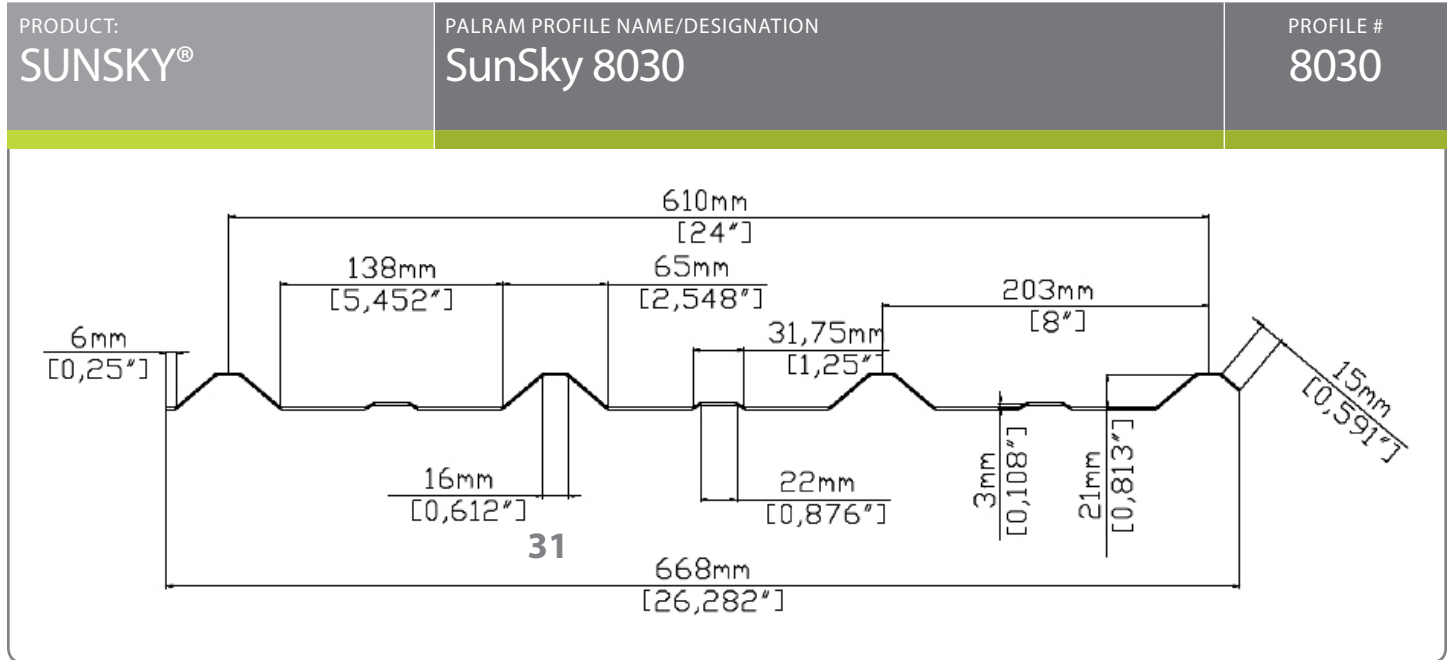 PRODUCT:
SUNSKY®
PALRAM PROFILE NAME/DESIGNATION
SunSky 8030
PROFILE #
8030
610mm
[24"]
138mm
[5,452"]
65mm
[2,548"]
203mm
[8"]
6mm
[0,25"]
31,75mm
[1,25"]
15mm
[0,591"]
16mm
[0,612"]
22mm
[0,876"]
3mm
[0,108"]
21mm
[0,813"]
31
668mm
[26,282"]